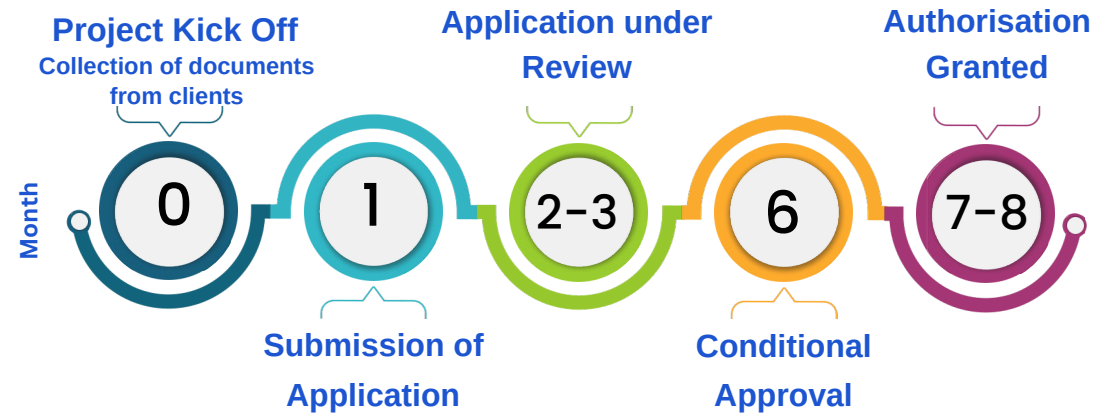 Project Kick Off
Collection of documents
from clients
Application under
Review
Authorisation
Granted
Month
0
1
2-3
6
7-8
Submission of
Application
Conditional
Approval